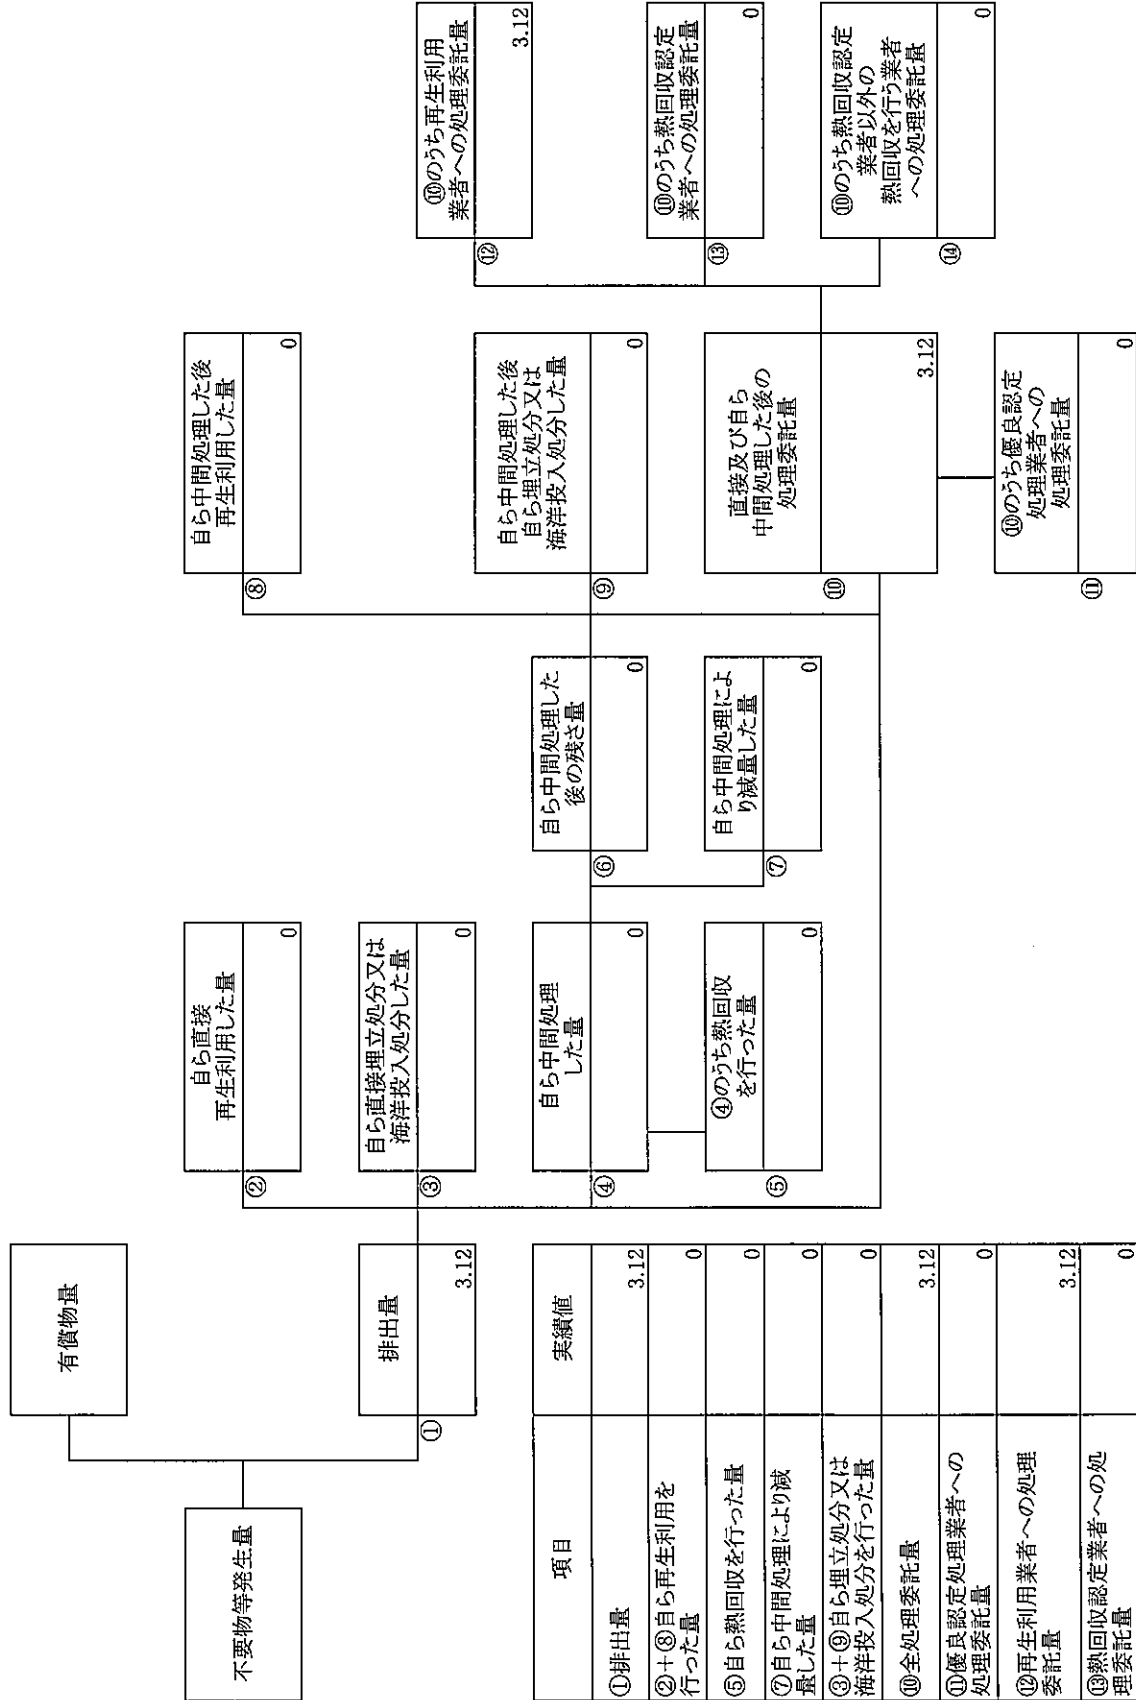 不要物等発生量
有償物量
①
排出量
3.12
②
自ら直接
再生利用した量
0
③
自ら直接埋立処分又は
海洋投入処分した量
0
④
自ら中間処理
した量
0
⑤
④のうち熱回収
を行った量
0
⑥
自ら中間処理した
後の残さ量
0
⑦
自ら中間処理によ
り減量した量
0
⑧
自ら中間処理した後
再生利用した量
0
⑨
自ら中間処理した後
自ら埋立処分又は
海洋投入処分した量
0
⑩
直接及び自ら
中間処理した後の
処理委託量
3.12
⑪
⑩のうち優良認定
処理業者への
処理委託量
0
⑫
⑩のうち再生利用
業者への処理委託量
3.12
⑬
⑩のうち熱回収認定
業者への処理委託量
0
⑭
⑩のうち熱回収認定
業者以外の
熱回収を行う業者
への処理委託量
0
項目 実績値
①排出量 3.12
②+⑧自ら再生利用を
行った量 0
⑤自ら熱回収を行った量 0
⑦自ら中間処理により減
量した量 0
③+⑨自ら埋立処分又は
海洋投入処分を行った量 0
⑩全処理委託量 3.12
⑪優良認定処理業者への
処理委託量 0
⑫再生利用業者への処理
委託量 3.12
⑬熱回収認定業者への処
理委託量 0